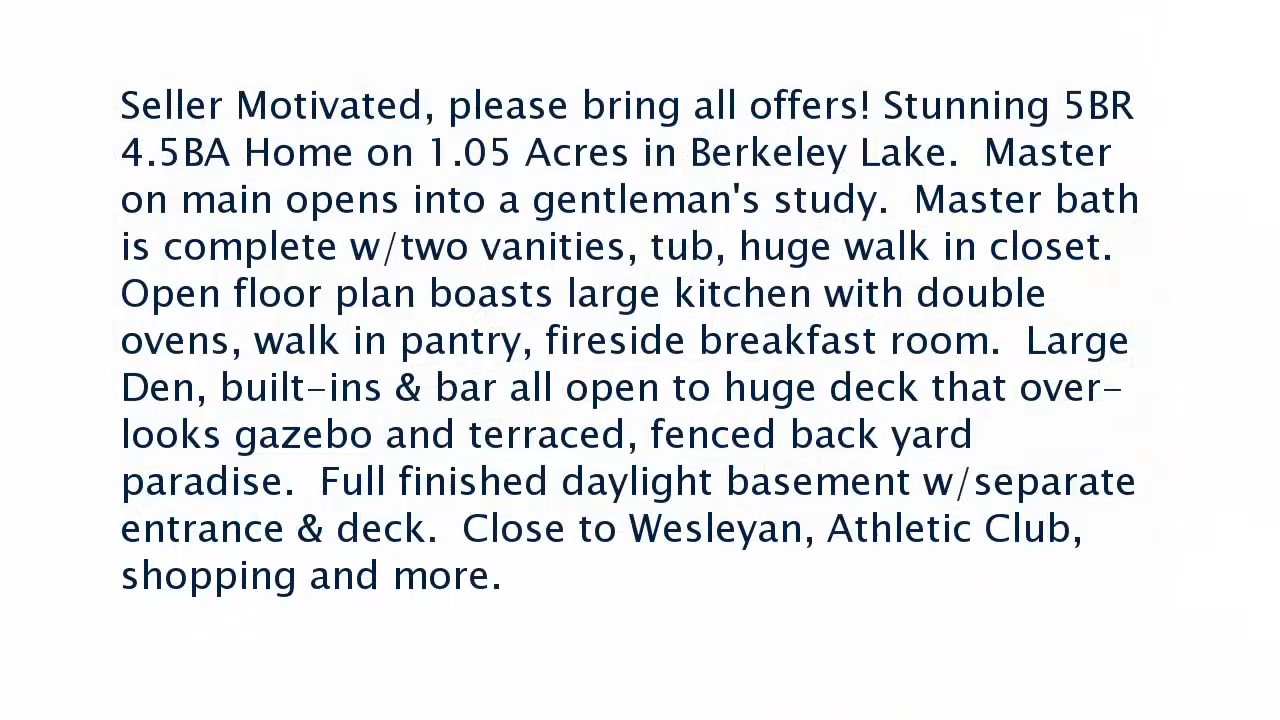 Seller Motivated, please bring all offers! Stunning 5BR
4.5BA Home on 1.05 Acres in Berkeley Lake.  Master
on main opens into a gentleman's study.  Master bath
is complete w/two vanities, tub, huge walk in closet.
Open floor plan boasts large kitchen with double
ovens, walk in pantry, fireside breakfast room.  Large
Den, built-ins & bar all open to huge deck that over-
looks gazebo and terraced, fenced back yard
paradise.  Full finished daylight basement w/separate
entrance & deck.  Close to Wesleyan, Athletic Club,
shopping and more.